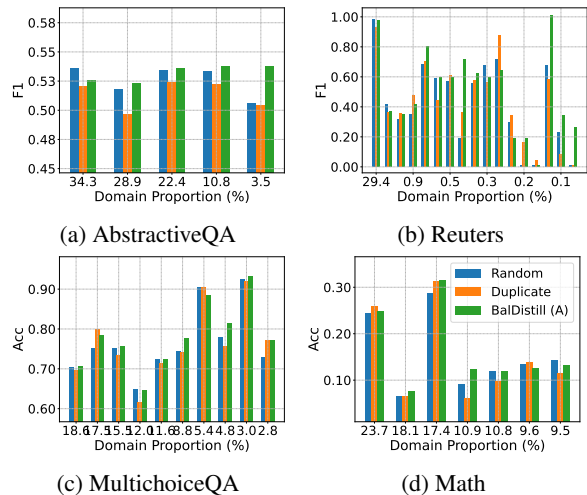 0.58
0.55
0.53
0.50
0.48
0.45
F1
34.3 28.9 22.4 10.8 3.5
Domain Proportion (%)
(a) AbstractiveQA
1.00
0.80
0.60
0.40
0.20
0.00
F1
29.4 0.9 0.5 0.3 0.2 0.1
Domain Proportion (%)
(b) Reuters
0.90
0.80
0.70
0.60
Acc
18.6 17.5 15.5 12.0 11.6 8.8 5.4 4.8 3.0 2.8
Domain Proportion (%)
(c) MultichoiceQA
0.30
0.20
0.10
Acc
Random
Duplicate
BalDistill (A)
23.7 18.1 17.4 10.9 10.8 9.6 9.5
Domain Proportion (%)
(d) Math